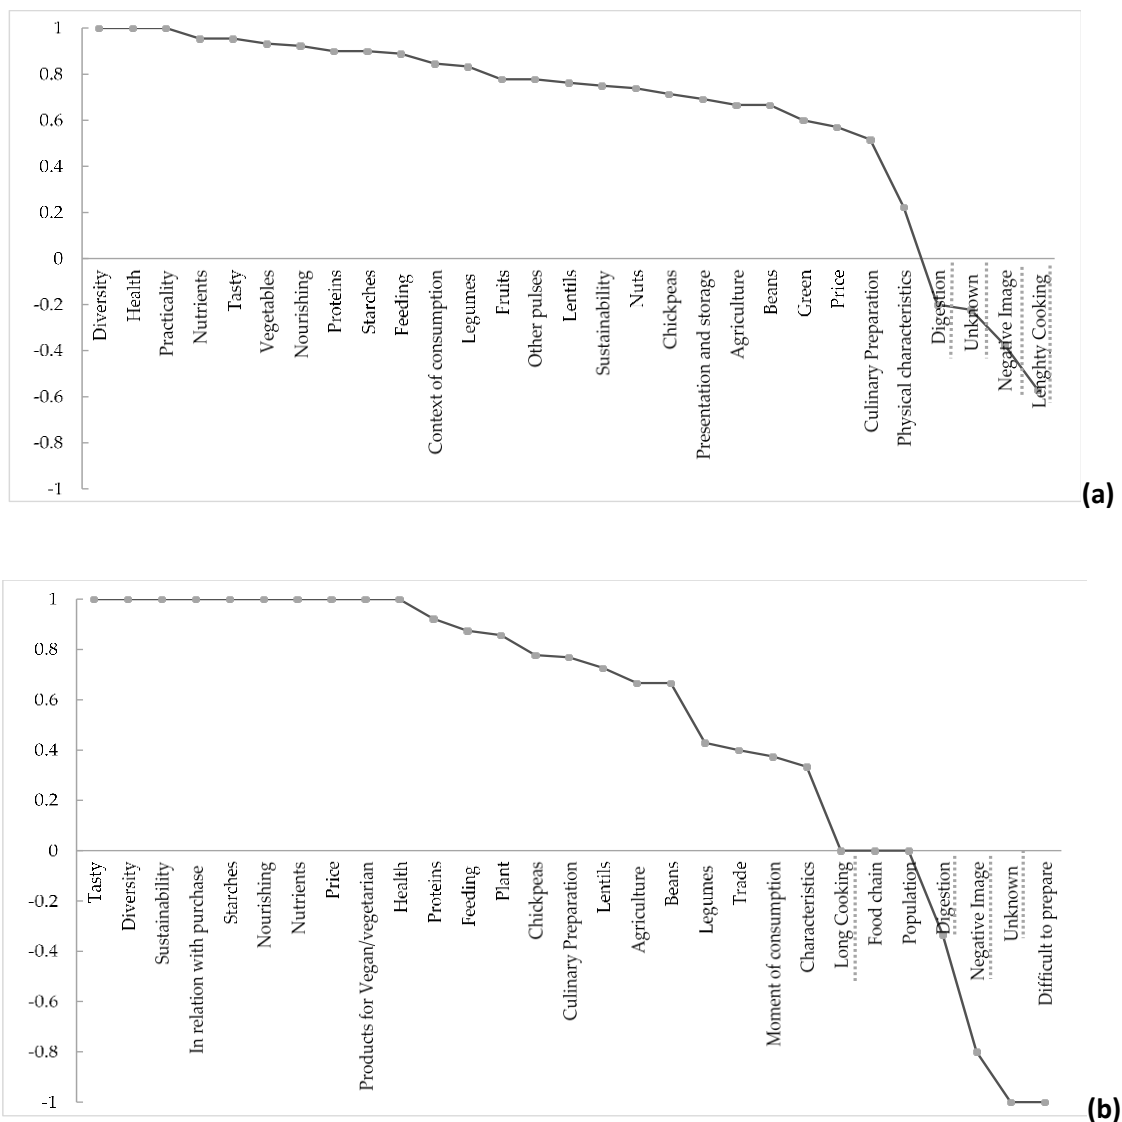 1
0.8
0.6
0.4
0.2
0
-0.2
-0.4
-0.6
-0.8
-1
Diversity
Health
Practicality
Nutrients
Tasty
Vegetables
Nourishing
Proteins
Starches
Feeding
Context of consumption
Legumes
Fruits
Other pulses
Lentils
Sustainability
Nuts
Chickpeas
Presentation and storage
Agriculture
Beans
Green
Price
Culinary Preparation
Physical characteristics
Digestion
Unknown
Negative Image
Lenghty Cooking
(a)
1
0.8
0.6
0.4
0.2
0
-0.2
-0.4
-0.6
-0.8
-1
Tasty
Diversity
Sustainability
In relation with purchase
Starches
Nourishing
Nutrients
Price
Products for Vegan/vegetarian
Health
Proteins
Feeding
Plant
Chickpeas
Culinary Preparation
Lentils
Agriculture
Beans
Legumes
Trade
Moment of consumption
Characteristics
Long Cooking
Food chain
Population
Digestion
Negative Image
Unknown
Difficult to prepare
(b)